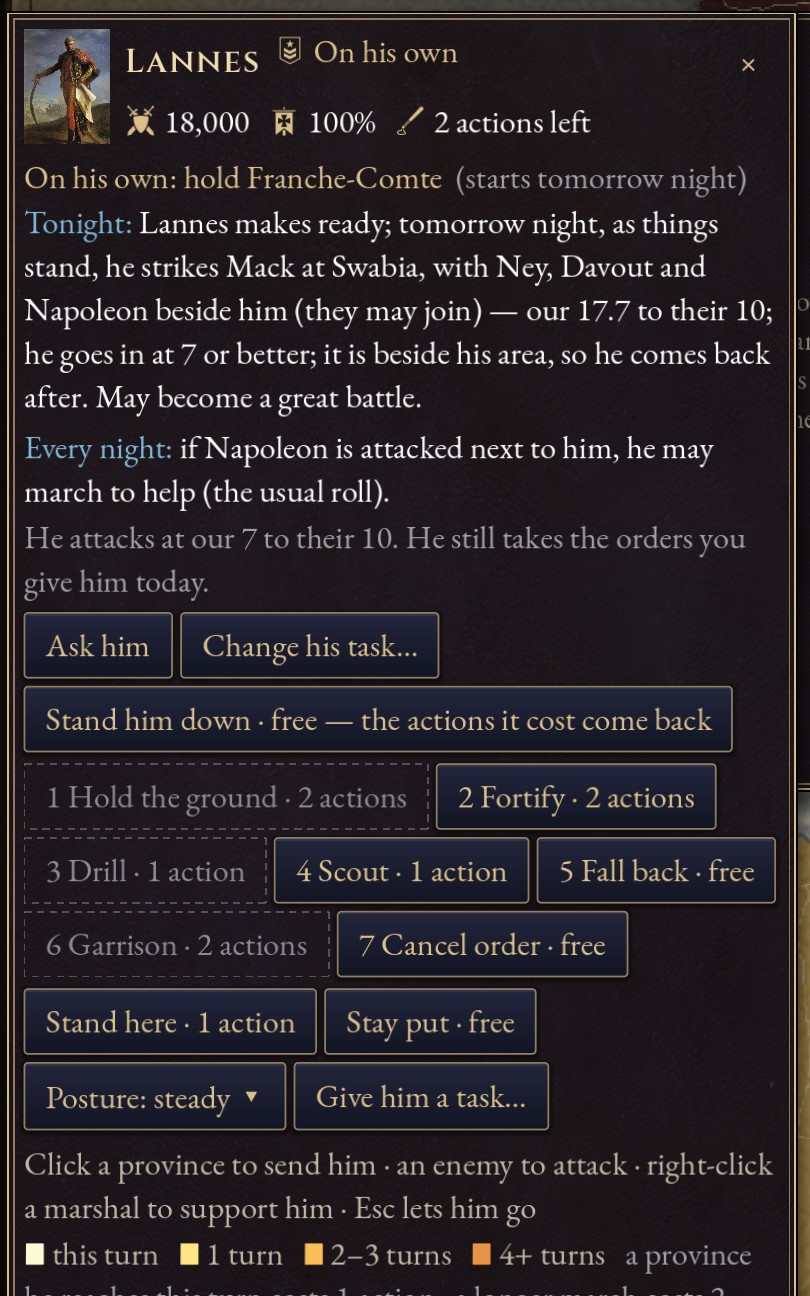 LANNES On his own ×
18,000 100% 2 actions left
On his own: hold Franche-Comte (starts tomorrow night)
Tonight: Lannes makes ready; tomorrow night, as things
stand, he strikes Mack at Swabia, with Ney, Davout and
Napoleon beside him (they may join) — our 17.7 to their 10;
he goes in at 7 or better; it is beside his area, so he comes back
after. May become a great battle.
Every night: if Napoleon is attacked next to him, he may
march to help (the usual roll).
He attacks at our 7 to their 10. He still takes the orders you
give him today.
Ask him Change his task...
Stand him down · free — the actions it cost come back
1 Hold the ground · 2 actions 2 Fortify · 2 actions
3 Drill · 1 action 4 Scout · 1 action 5 Fall back · free
6 Garrison · 2 actions 7 Cancel order · free
Stand here · 1 action Stay put · free
Posture: steady ▼ Give him a task...
Click a province to send him · an enemy to attack · right-click
a marshal to support him · Esc lets him go
this turn 1 turn 2–3 turns 4+ turns a province